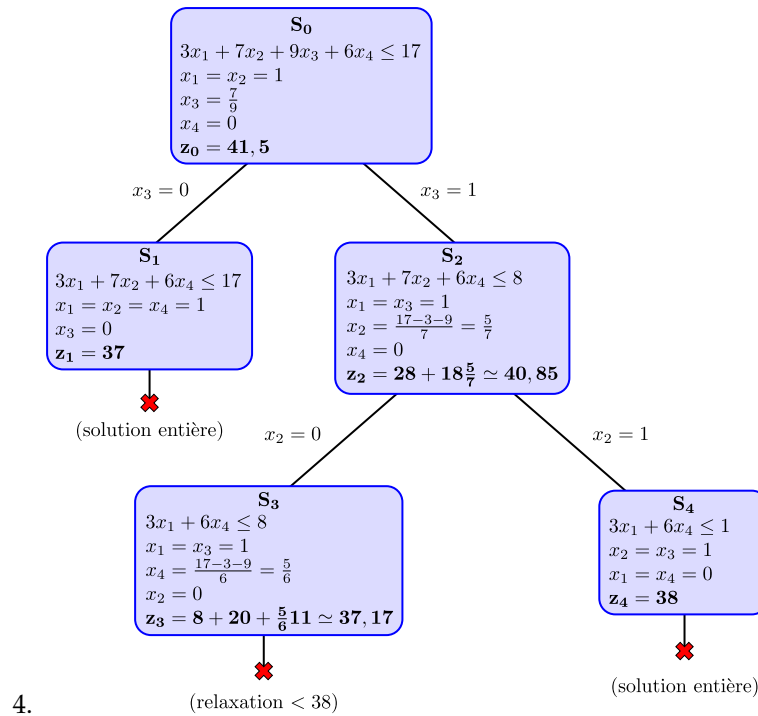 S₀
3x₁ + 7x₂ + 9x₃ + 6x₄ ≤ 17
x₁ = x₂ = 1
x₃ = 7/9
x₄ = 0
z₀ = 41, 5
x₃ = 0
x₃ = 1
S₁
3x₁ + 7x₂ + 6x₄ ≤ 17
x₁ = x₂ = x₄ = 1
x₃ = 0
z₁ = 37
(solution entière)
S₂
3x₁ + 7x₂ + 6x₄ ≤ 8
x₁ = x₃ = 1
x₂ = (17−3−9)/7 = 5/7
x₄ = 0
z₂ = 28 + 18 5/7 ≃ 40, 85
x₂ = 0
x₂ = 1
S₃
3x₁ + 6x₄ ≤ 8
x₁ = x₃ = 1
x₄ = (17−3−9)/6 = 5/6
x₂ = 0
z₃ = 8 + 20 + 5/6 11 ≃ 37, 17
(relaxation < 38)
S₄
3x₁ + 6x₄ ≤ 1
x₂ = x₃ = 1
x₁ = x₄ = 0
z₄ = 38
(solution entière)
4.